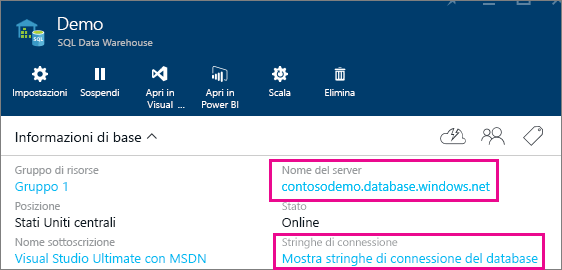 Demo
SQL Data Warehouse
SQL
Impostazioni
Sospendi
Apri in Visual ...
Apri in Power BI
Scala
Elimina
Informazioni di base
Gruppo di risorse
Gruppo 1
Nome del server
contosodemo.database.windows.net
Posizione
Stati Uniti centrali
Stato
Online
Nome sottoscrizione
Visual Studio Ultimate con MSDN
Stringhe di connessione
Mostra stringhe di connessione del database